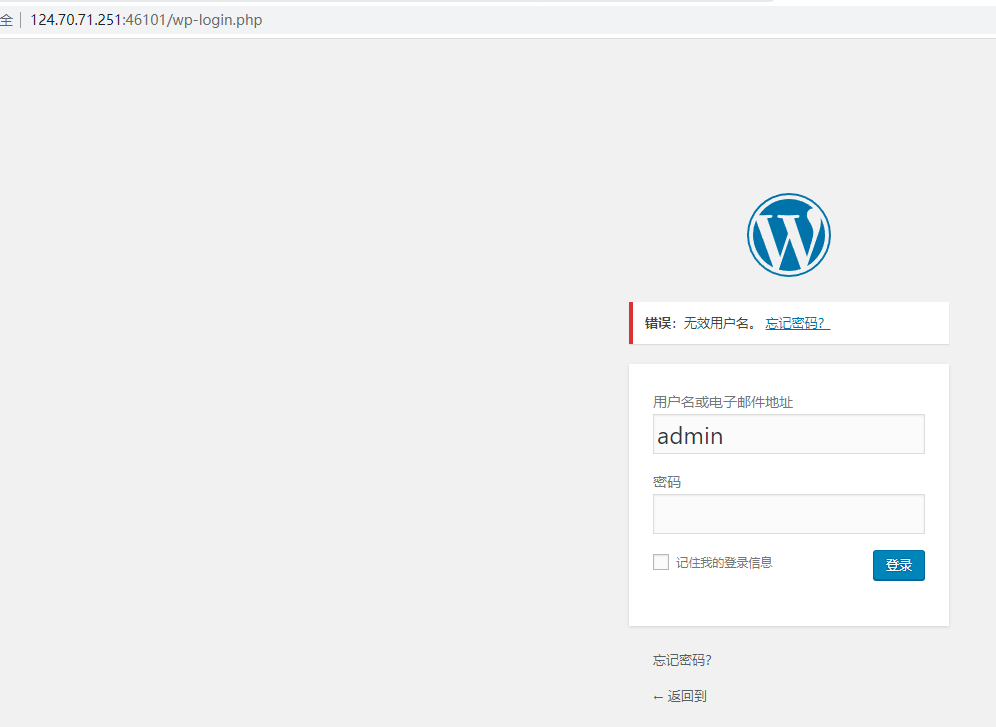 全 | 124.70.71.251:46101/wp-login.php
错误：无效用户名。 忘记密码？
用户名或电子邮件地址
admin
密码
记住我的登录信息
登录
忘记密码？
← 返回到